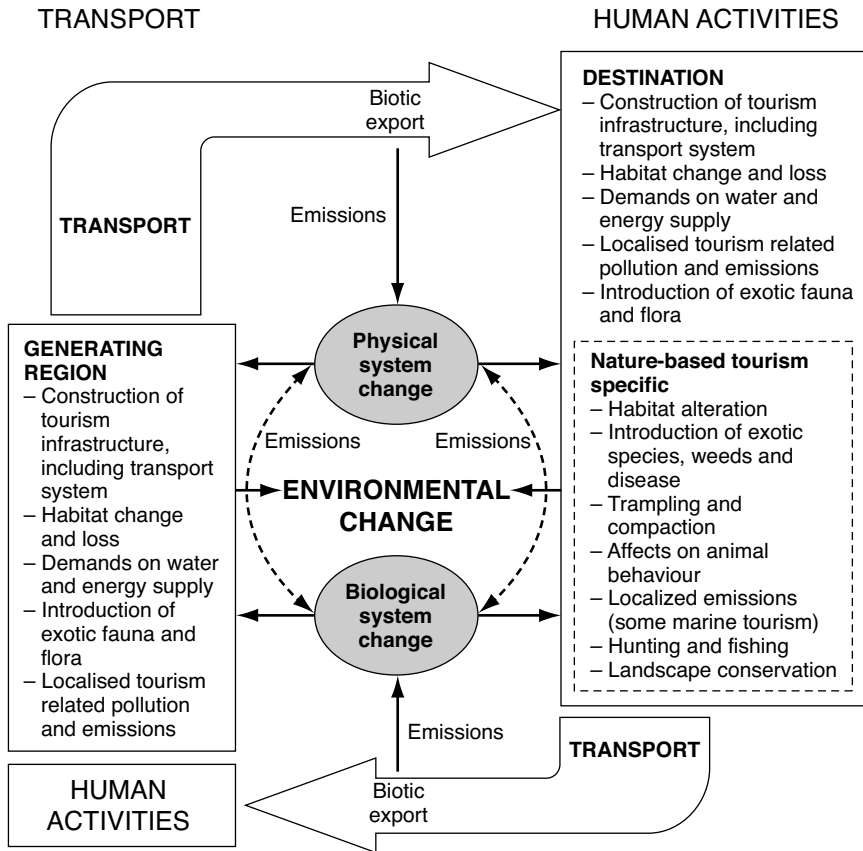 TRANSPORT
HUMAN ACTIVITIES
Biotic
export
TRANSPORT
Emissions
DESTINATION
– Construction of tourism
infrastructure, including
transport system
– Habitat change and loss
– Demands on water and
energy supply
– Localised tourism related
pollution and emissions
– Introduction of exotic fauna
and flora
Nature-based tourism
specific
– Habitat alteration
– Introduction of exotic
species, weeds and
disease
– Trampling and
compaction
– Affects on animal
behaviour
– Localized emissions
(some marine tourism)
– Hunting and fishing
– Landscape conservation
GENERATING
REGION
– Construction of
tourism
infrastructure,
including transport
system
– Habitat change
and loss
– Demands on water
and energy supply
– Introduction of
exotic fauna and
flora
– Localised tourism
related pollution
and emissions
Physical
system
change
Emissions
Emissions
ENVIRONMENTAL
CHANGE
Biological
system
change
Emissions
TRANSPORT
Biotic
export
HUMAN
ACTIVITIES